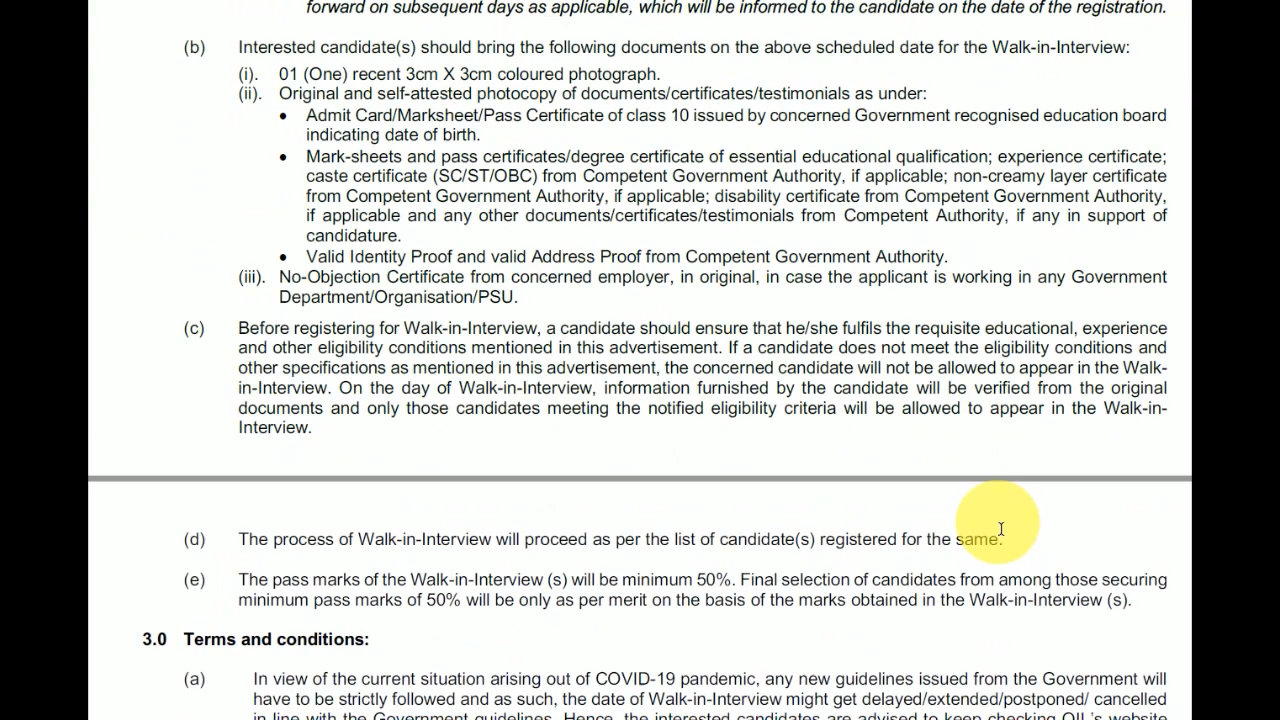 forward on subsequent days as applicable, which will be informed to the candidate on the date of the registration.
(b) Interested candidate(s) should bring the following documents on the above scheduled date for the Walk-in-Interview:
(i). 01 (One) recent 3cm X 3cm coloured photograph.
(ii). Original and self-attested photocopy of documents/certificates/testimonials as under:
• Admit Card/Marksheet/Pass Certificate of class 10 issued by concerned Government recognised education board
indicating date of birth.
• Mark-sheets and pass certificates/degree certificate of essential educational qualification; experience certificate;
caste certificate (SC/ST/OBC) from Competent Government Authority, if applicable; non-creamy layer certificate
from Competent Government Authority, if applicable; disability certificate from Competent Government Authority,
if applicable and any other documents/certificates/testimonials from Competent Authority, if any in support of
candidature.
• Valid Identity Proof and valid Address Proof from Competent Government Authority.
(iii). No-Objection Certificate from concerned employer, in original, in case the applicant is working in any Government
Department/Organisation/PSU.
(c) Before registering for Walk-in-Interview, a candidate should ensure that he/she fulfils the requisite educational, experience
and other eligibility conditions mentioned in this advertisement. If a candidate does not meet the eligibility conditions and
other specifications as mentioned in this advertisement, the concerned candidate will not be allowed to appear in the Walk-
in-Interview. On the day of Walk-in-Interview, information furnished by the candidate will be verified from the original
documents and only those candidates meeting the notified eligibility criteria will be allowed to appear in the Walk-in-
Interview.
(d) The process of Walk-in-Interview will proceed as per the list of candidate(s) registered for the same.
(e) The pass marks of the Walk-in-Interview (s) will be minimum 50%. Final selection of candidates from among those securing
minimum pass marks of 50% will be only as per merit on the basis of the marks obtained in the Walk-in-Interview (s).
3.0 Terms and conditions:
(a) In view of the current situation arising out of COVID-19 pandemic, any new guidelines issued from the Government will
have to be strictly followed and as such, the date of Walk-in-Interview might get delayed/extended/postponed/ cancelled
in line with the Government guidelines. Hence, the interested candidates are advised to keep checking OIL's website